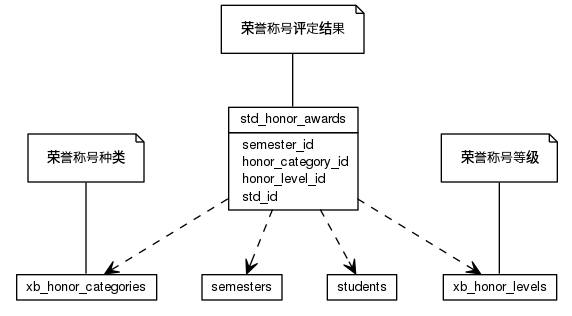 荣誉称号评定结果
std_honor_awards
荣誉称号种类
semester_id
honor_category_id
honor_level_id
std_id
荣誉称号等级
xb_honor_categories
semesters
students
xb_honor_levels